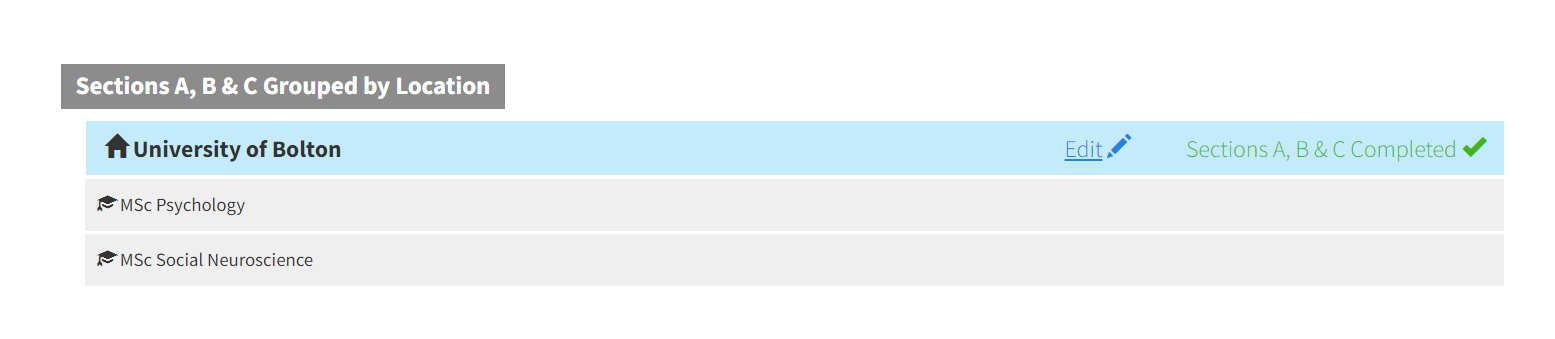 Sections A, B & C Grouped by Location
University of Bolton Edit Sections A, B & C Completed
MSc Psychology
MSc Social Neuroscience